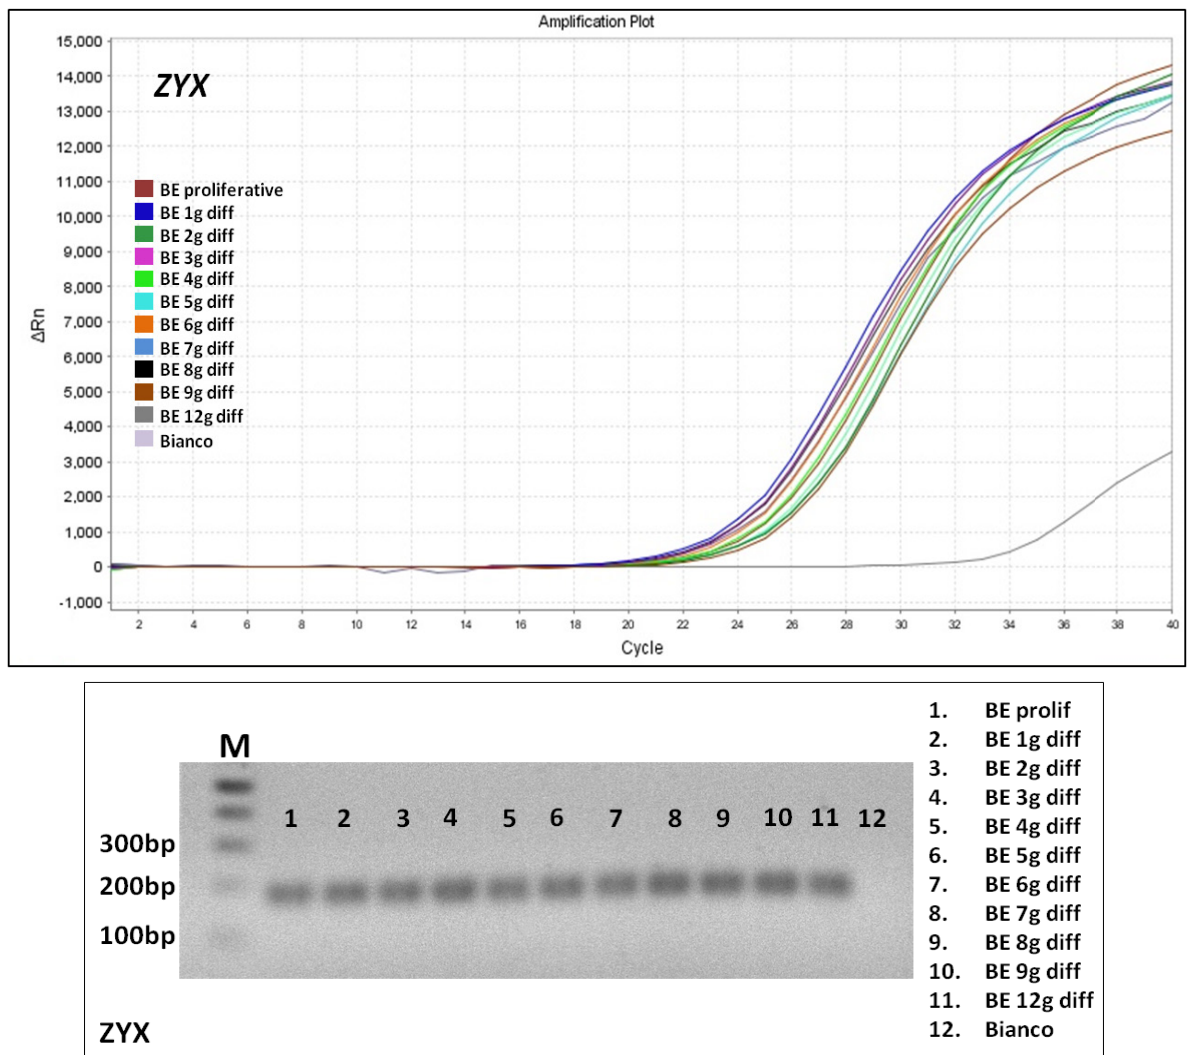 Amplification Plot
15,000
14,000
13,000
12,000
11,000
10,000
9,000
8,000
7,000
6,000
5,000
4,000
3,000
2,000
1,000
0
-1,000
ΔRn
ZYX
BE proliferative
BE 1g diff
BE 2g diff
BE 3g diff
BE 4g diff
BE 5g diff
BE 6g diff
BE 7g diff
BE 8g diff
BE 9g diff
BE 12g diff
Bianco
2 4 6 8 10 12 14 16 18 20 22 24 26 28 30 32 34 36 38 40
Cycle
M
1 2 3 4 5 6 7 8 9 10 11 12
300bp
200bp
100bp
ZYX
1. BE prolif
2. BE 1g diff
3. BE 2g diff
4. BE 3g diff
5. BE 4g diff
6. BE 5g diff
7. BE 6g diff
8. BE 7g diff
9. BE 8g diff
10. BE 9g diff
11. BE 12g diff
12. Bianco